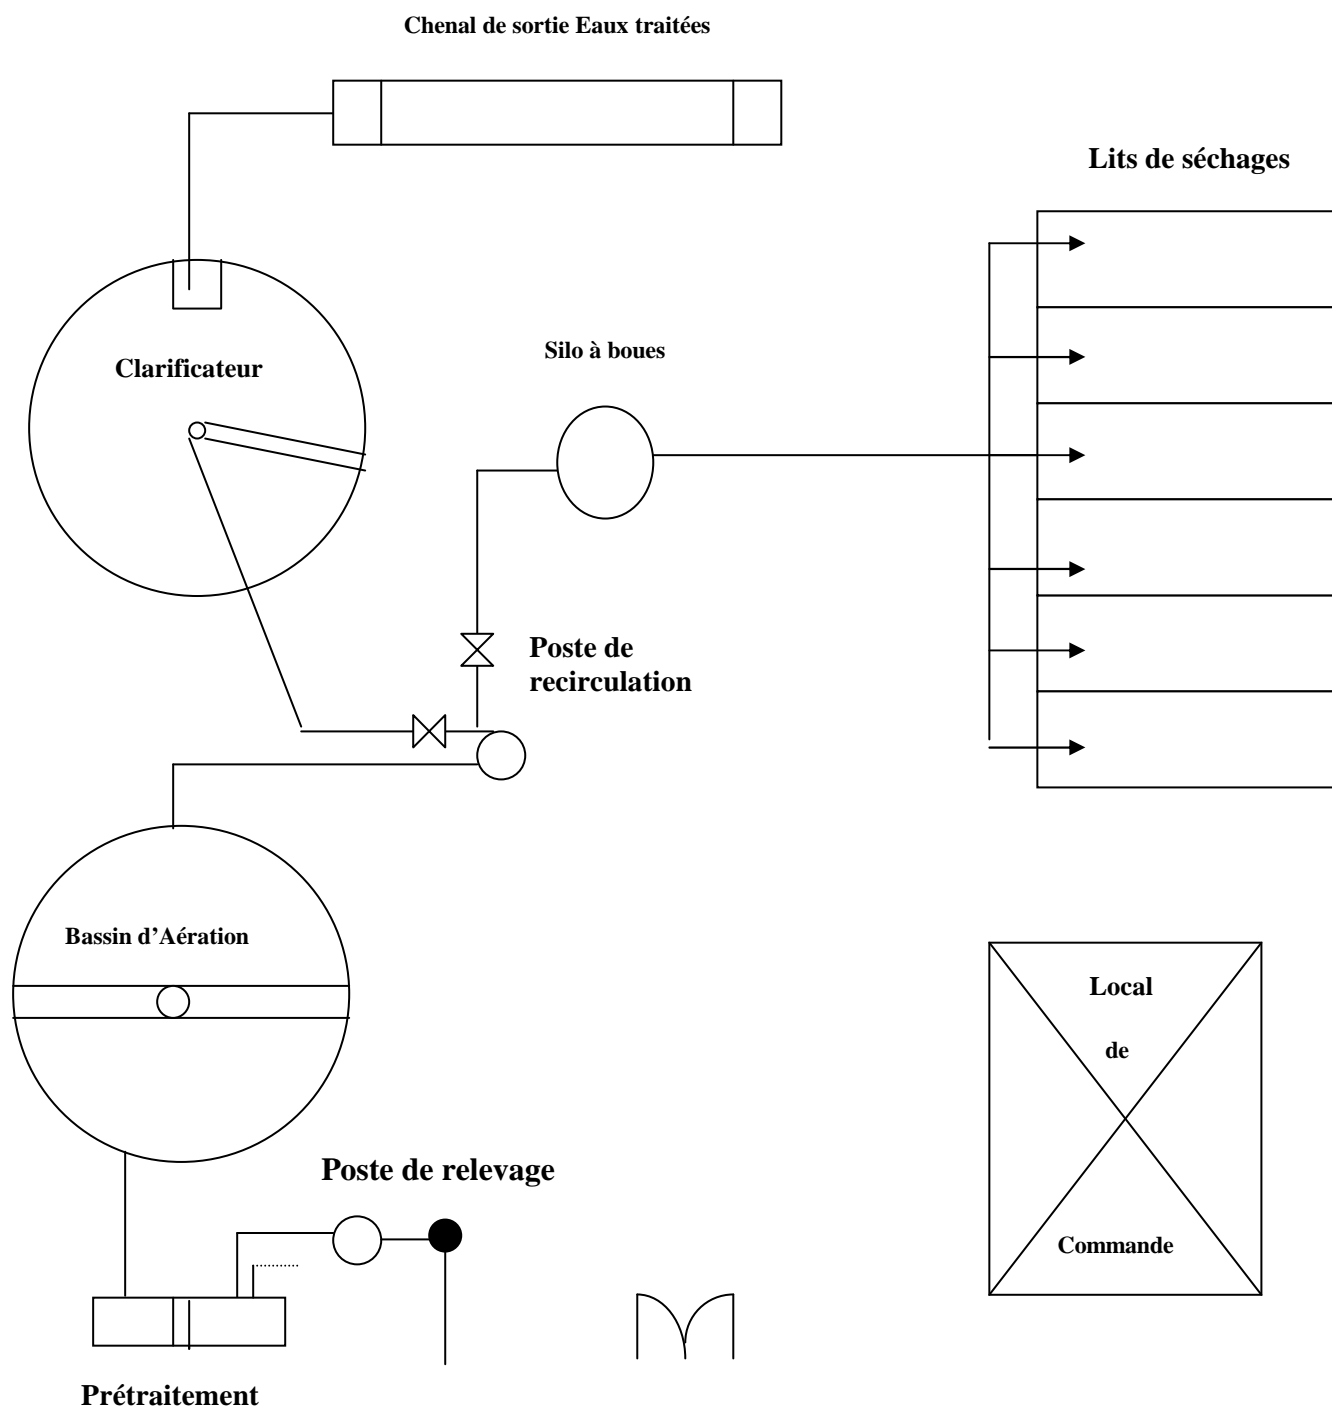 Chenal de sortie Eaux traitées
Lits de séchages
Silo à boues
Clarificateur
Poste de
recirculation
Bassin d’Aération
Local
de
Commande
Poste de relevage
Prétraitement